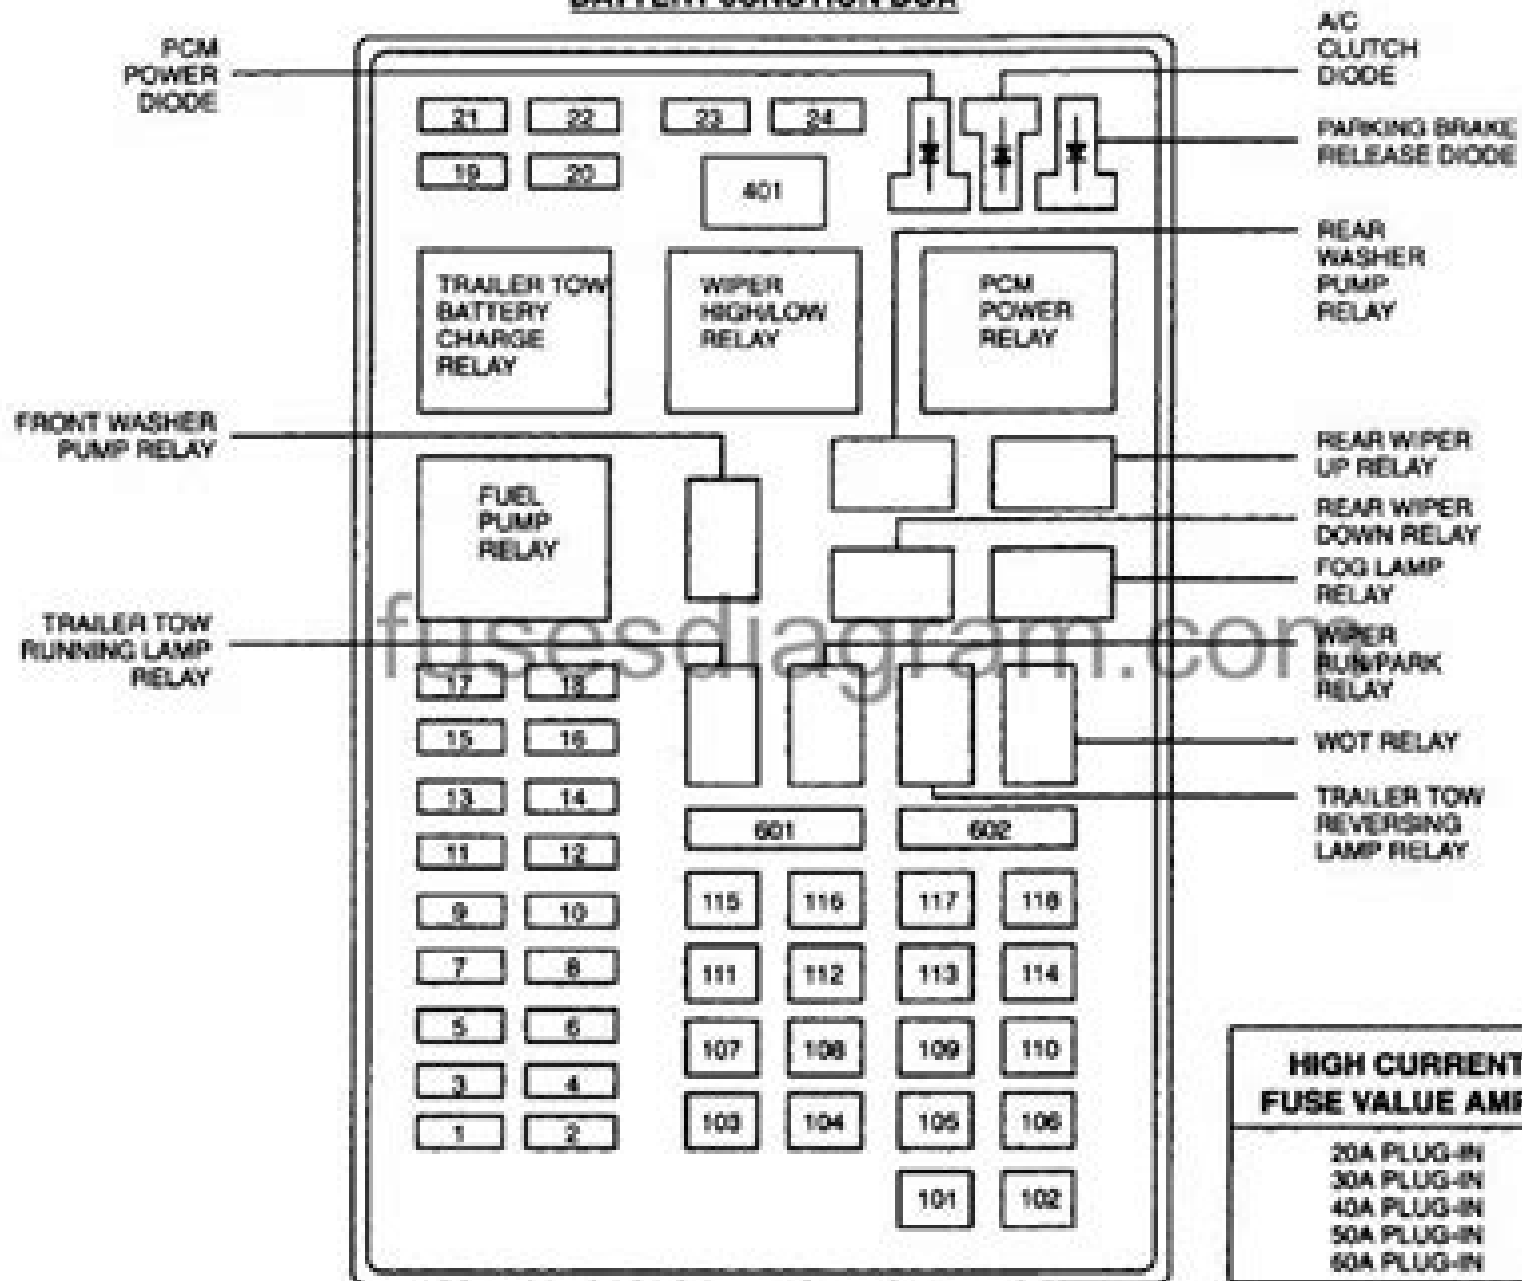 BATTERY JUNCTION BOX
PCM
POWER
DIODE
A/C
CLUTCH
DIODE
PARKING BRAKE
RELEASE DIODE
REAR
WASHER
PUMP
RELAY
21 22 23 24
19 20
401
TRAILER TOW
BATTERY
CHARGE
RELAY
WIPER
HIGH/LOW
RELAY
PCM
POWER
RELAY
FRONT WASHER
PUMP RELAY
REAR WIPER
UP RELAY
REAR WIPER
DOWN RELAY
FOG LAMP
RELAY
FUEL
PUMP
RELAY
fusesdiagram.com
TRAILER TOW
RUNNING LAMP
RELAY
WIPER
RUN/PARK
RELAY
WOT RELAY
TRAILER TOW
REVERSING
LAMP RELAY
17 18
15 16
13 14
11 12
9 10
7 8
5 6
3 4
1 2
601 602
115 116 117 118
111 112 113 114
107 108 109 110
103 104 105 106
101 102
HIGH CURRENT
FUSE VALUE AMP
20A PLUG-IN
30A PLUG-IN
40A PLUG-IN
50A PLUG-IN
60A PLUG-IN